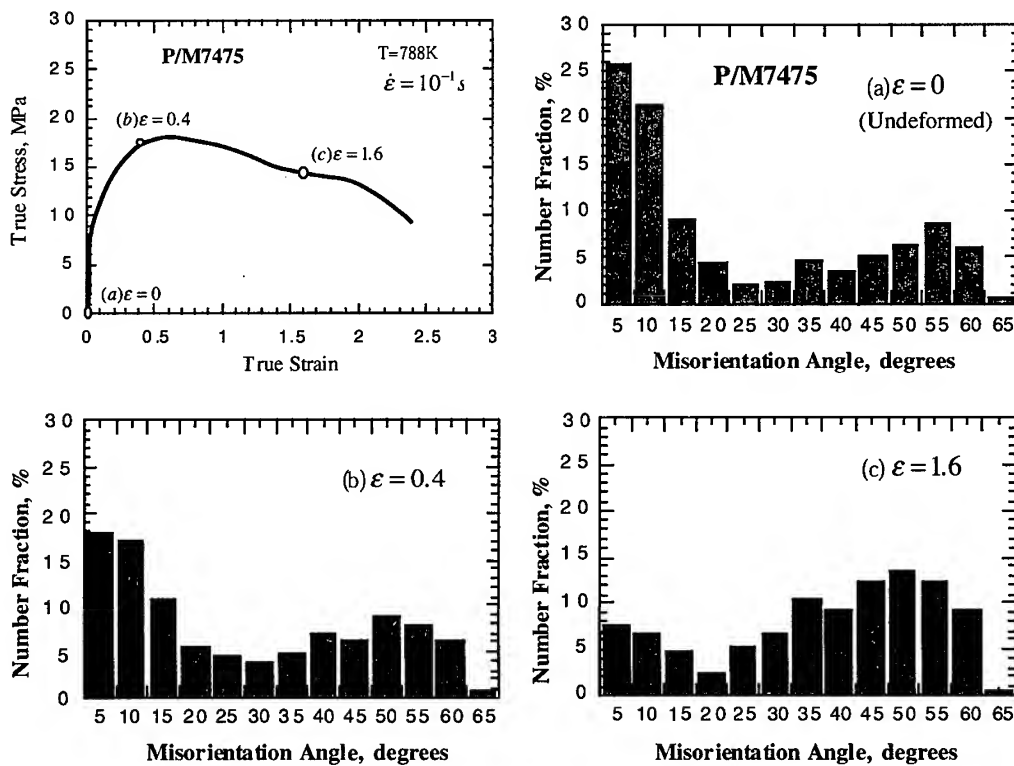 P/M7475
T=788K
ε̇ = 10⁻¹ s
(b)ε = 0.4
(c)ε = 1.6
(a)ε = 0
True Stress, MPa
30
25
20
15
10
5
0
0 0.5 1 1.5 2 2.5 3
True Strain
P/M7475
(a)ε = 0
(Undeformed)
Number Fraction, %
30
25
20
15
10
5
0
5 10 15 20 25 30 35 40 45 50 55 60 65
Misorientation Angle, degrees
(b) ε = 0.4
Number Fraction, %
30
25
20
15
10
5
0
5 10 15 20 25 30 35 40 45 50 55 60 65
Misorientation Angle, degrees
(c) ε = 1.6
Number Fraction, %
30
25
20
15
10
5
0
5 10 15 20 25 30 35 40 45 50 55 60 65
Misorientation Angle, degrees